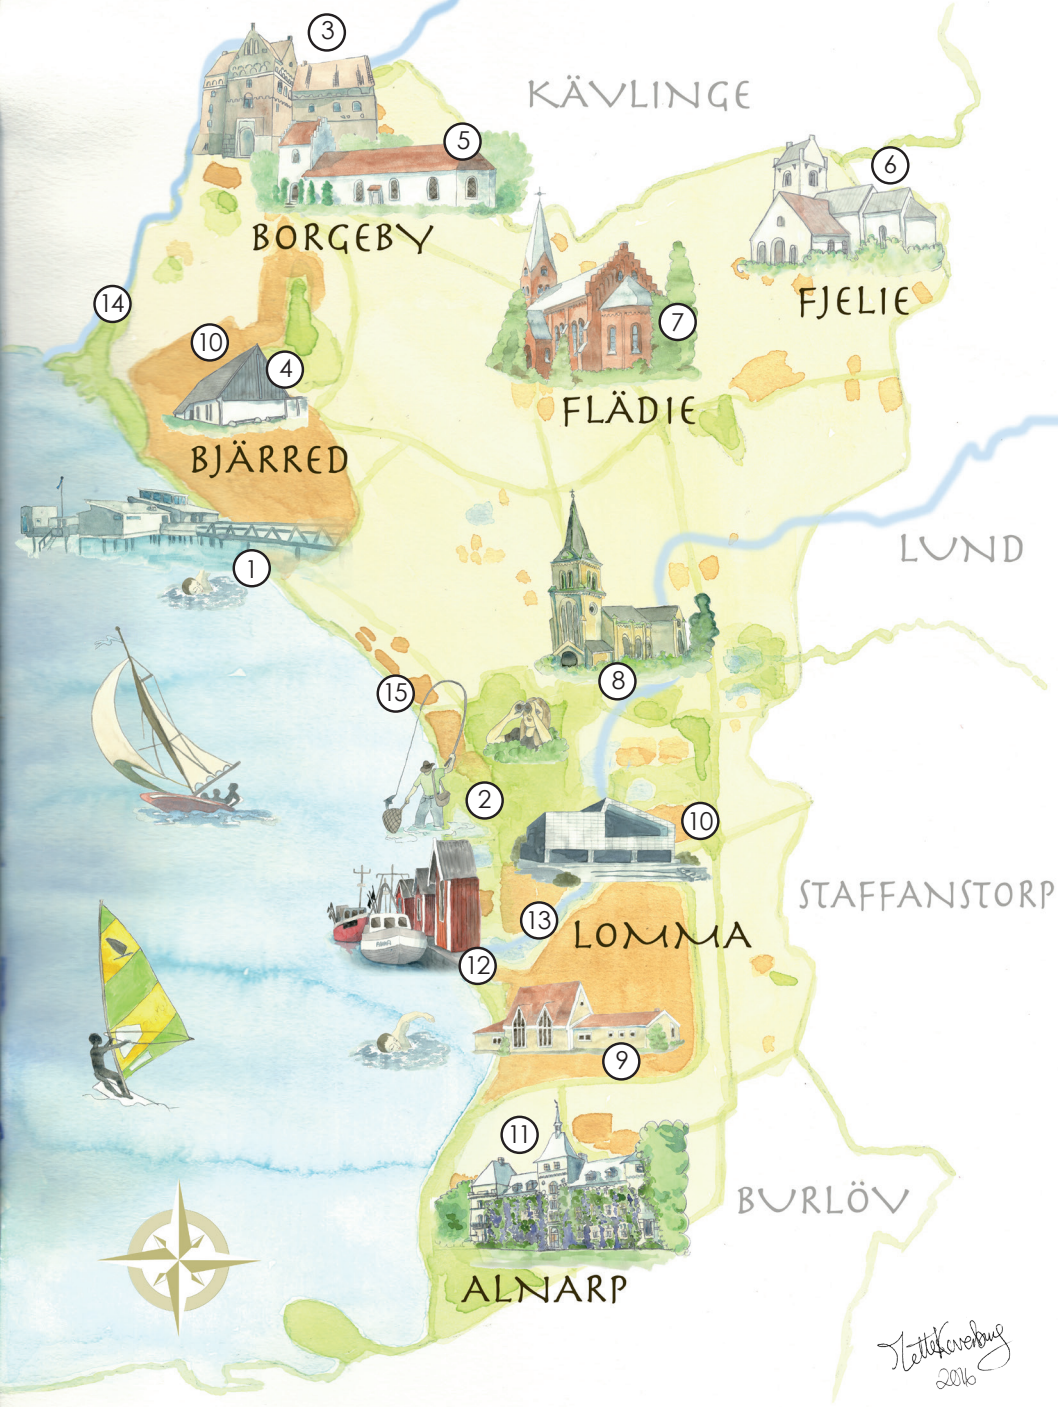 3
KÄVLINGE
5
6
BORGEBY
14
FJELIE
7
10
4
FLÄDIE
BJÄRRED
LUND
1
8
15
2
10
STAFFANSTORP
13
LOMMA
12
9
11
BURLÖV
ALNARP
2016